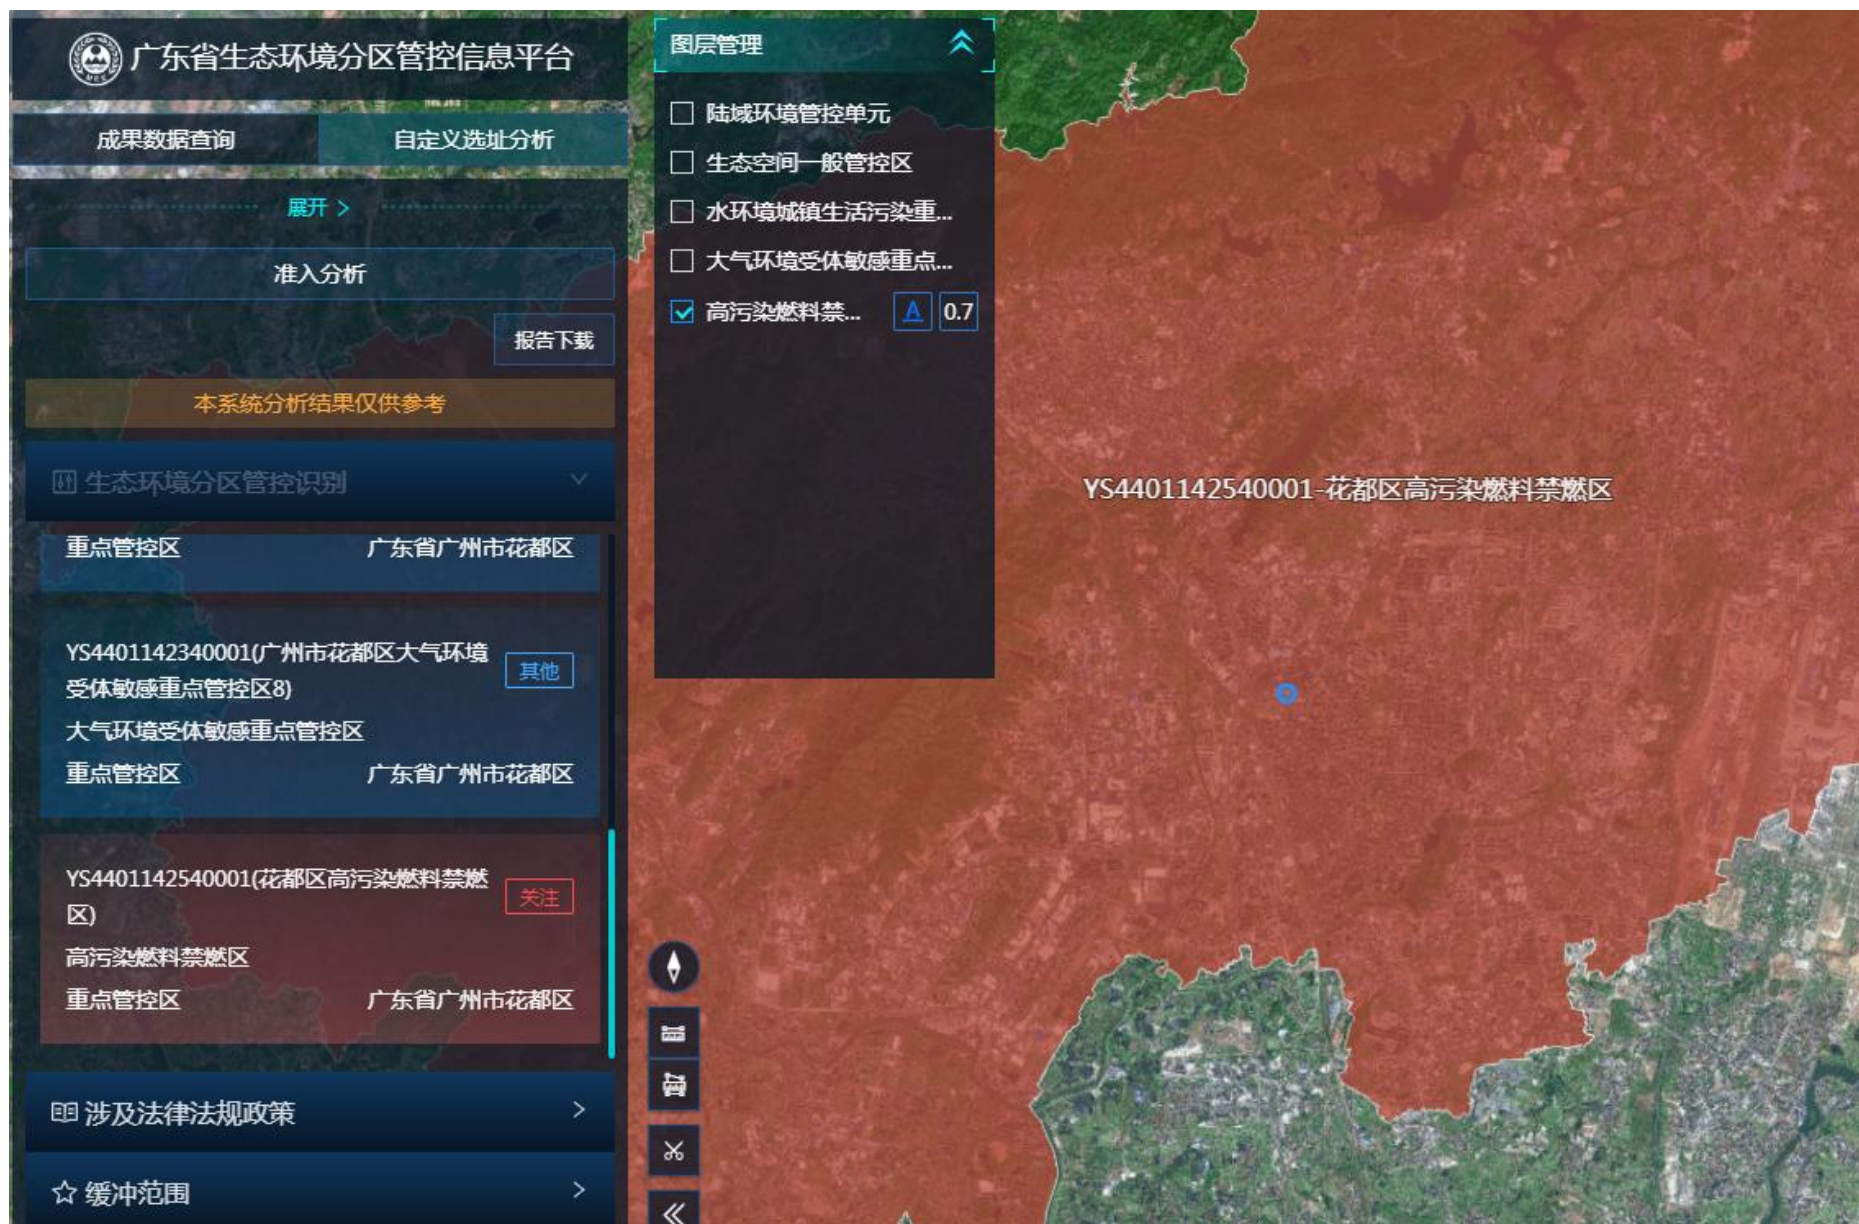 广东省生态环境分区管控信息平台
成果数据查询
自定义选址分析
展开 >
准入分析
报告下载
本系统分析结果仅供参考
生态环境分区管控识别
重点管控区
广东省广州市花都区
YS4401142340001(广州市花都区大气环境
受体敏感重点管控区8)
其他
大气环境受体敏感重点管控区
重点管控区
广东省广州市花都区
YS4401142540001(花都区高污染燃料禁燃
区)
关注
高污染燃料禁燃区
重点管控区
广东省广州市花都区
涉及法律法规政策
缓冲范围
图层管理
陆域环境管控单元
生态空间一般管控区
水环境城镇生活污染重...
大气环境受体敏感重点...
高污染燃料禁...
A
0.7
YS4401142540001-花都区高污染燃料禁燃区